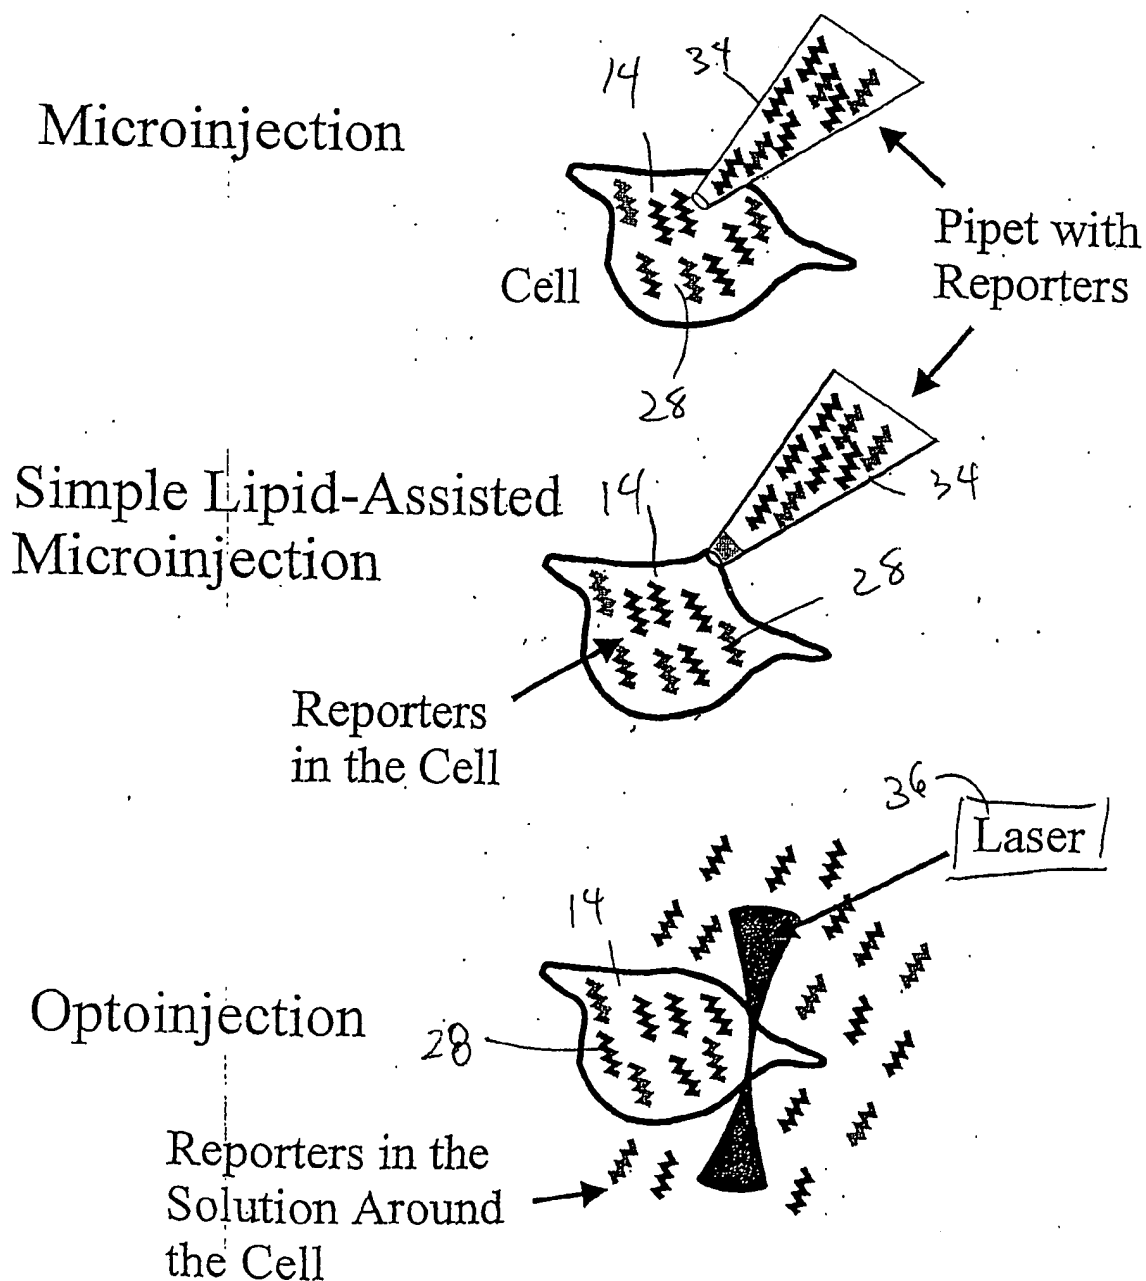 Microinjection
14
34
Pipet with
Reporters
Cell
28
Simple Lipid-Assisted
Microinjection
14
34
28
Reporters
in the Cell
36
Laser
14
Optoinjection
28
Reporters in the
Solution Around
the Cell